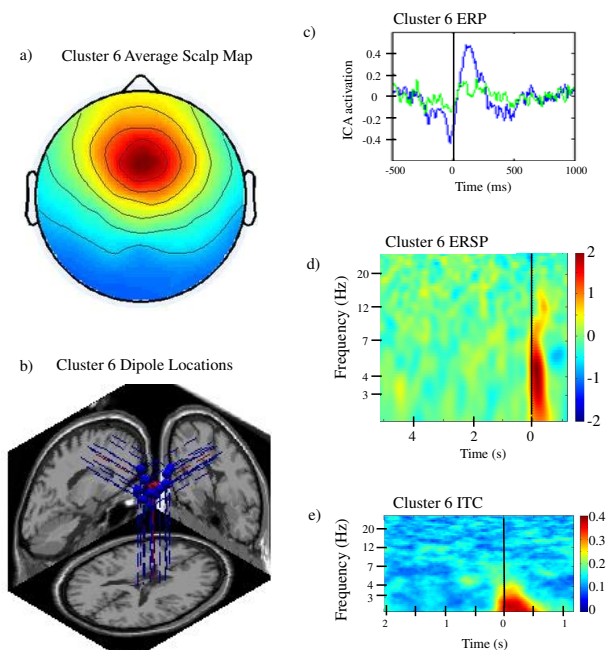 a) Cluster 6 Average Scalp Map
b) Cluster 6 Dipole Locations
c) Cluster 6 ERP
ICA activation
0.4
0.2
0
-0.2
-0.4
-500 0 500 1000
Time (ms)
d) Cluster 6 ERSP
Frequency (Hz)
20
12
7
4
3
4 2 0
Time (s)
2
1
0
-1
-2
e) Cluster 6 ITC
Frequency (Hz)
20
12
7
4
3
2 1 0 1
Time (s)
0.4
0.3
0.2
0.1
0